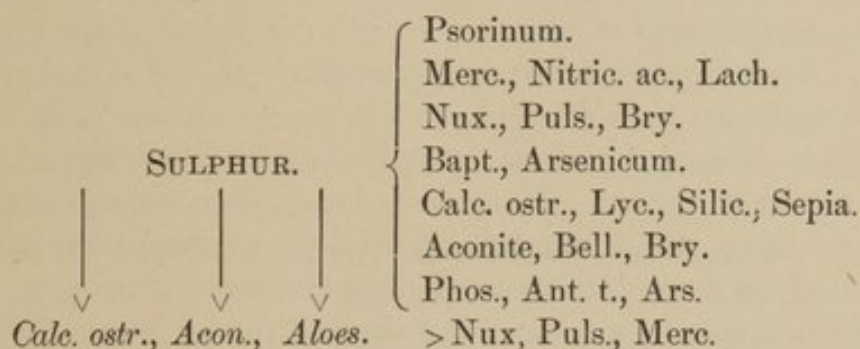 Psorinum.
Merc., Nitric. ac., Lach.
Nux., Puls., Bry.
SULPHUR.
Bapt., Arsenicum.
Calc. ostr., Lyc., Silic., Sepia.
Aconite, Bell., Bry.
Phos., Ant. t., Ars.
Calc. ostr., Acon., Aloes. >Nux, Puls., Merc.